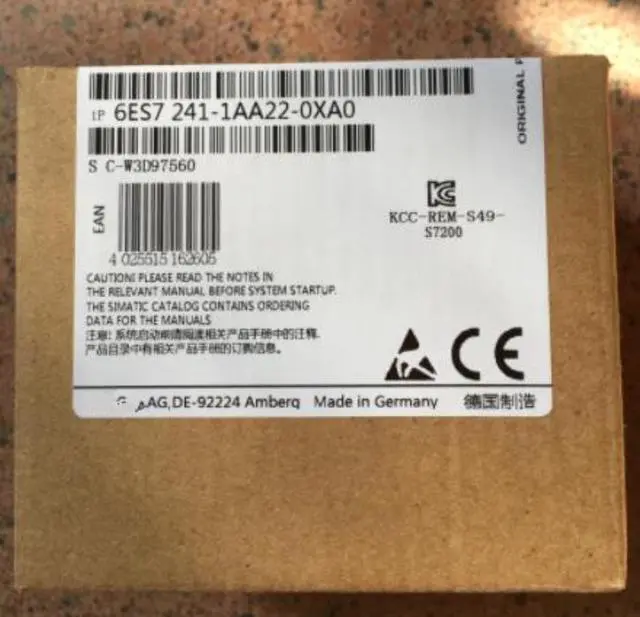 ORIGINAL
1P 6ES7 241-1AA22-0XA0
S C-W3D97560
EAN
4 025515 162605
KCC-REM-S49-
S7200
CAUTION! PLEASE READ THE NOTES IN
THE RELEVANT MANUAL BEFORE SYSTEM STARTUP.
THE SIMATIC CATALOG CONTAINS ORDERING
DATA FOR THE MANUALS
注意: 系统启动前请阅读相关产品手册中的注释.
产品目录中有相关产品手册的订购信息。
CE
AG,DE-92224 Amberg Made in Germany 德国制造